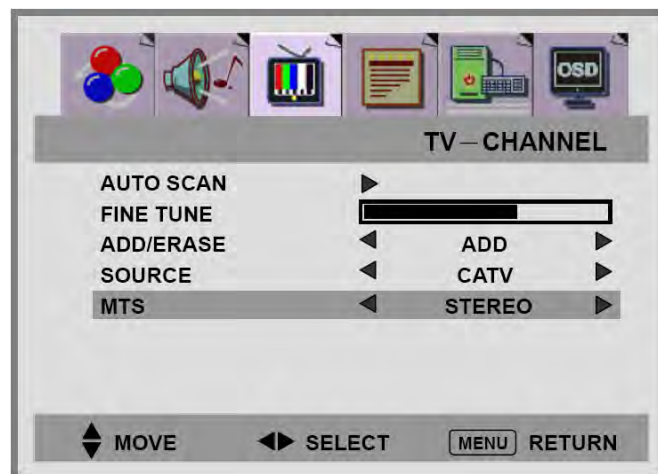 OSD
TV – CHANNEL
AUTO SCAN
FINE TUNE
ADD/ERASE ADD
SOURCE CATV
MTS STEREO
MOVE SELECT MENU RETURN